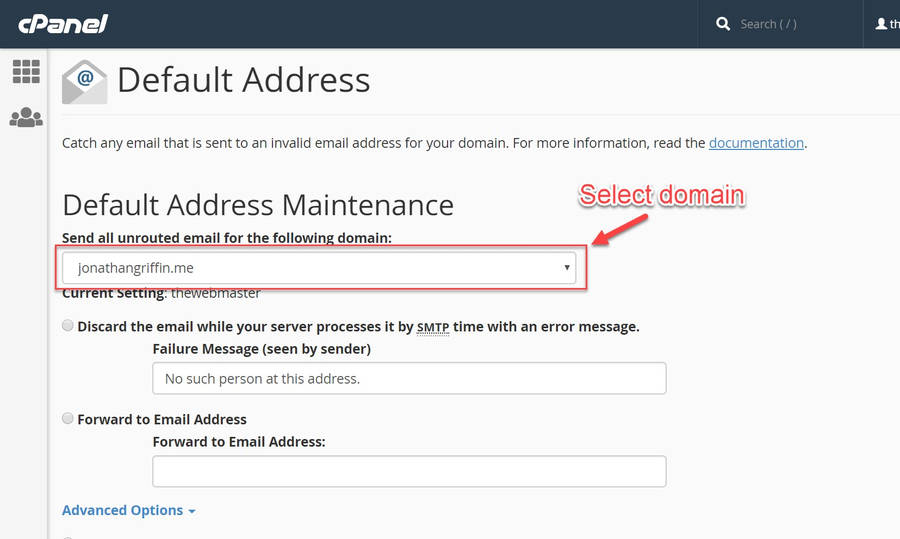 cPanel
Search ( / )
th
Default Address
Catch any email that is sent to an invalid email address for your domain. For more information, read the documentation.
Select domain
Default Address Maintenance
Send all unrouted email for the following domain:
jonathangriffin.me
Current Setting: thewebmaster
Discard the email while your server processes it by SMTP time with an error message.
Failure Message (seen by sender)
No such person at this address.
Forward to Email Address
Forward to Email Address:
Advanced Options